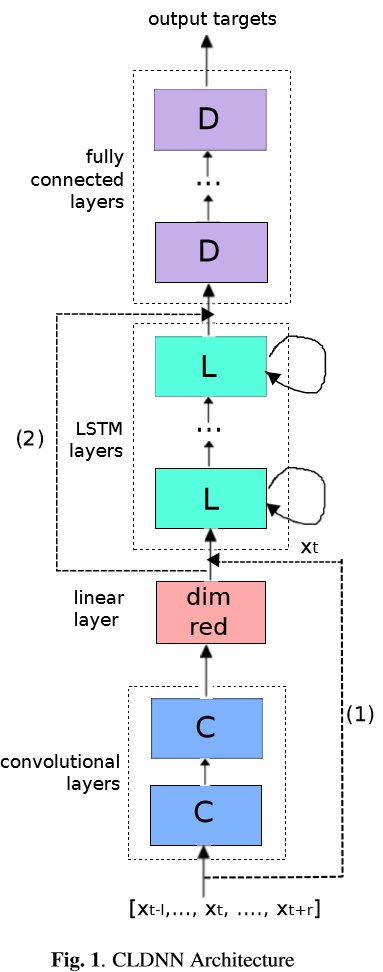 output targets
D
fully
connected
layers
...
D
L
(2)
LSTM
layers
...
L
xt
linear
layer
dim
red
C
(1)
convolutional
layers
C
[xt-l,..., xt, ...., xt+r]
Fig. 1. CLDNN Architecture